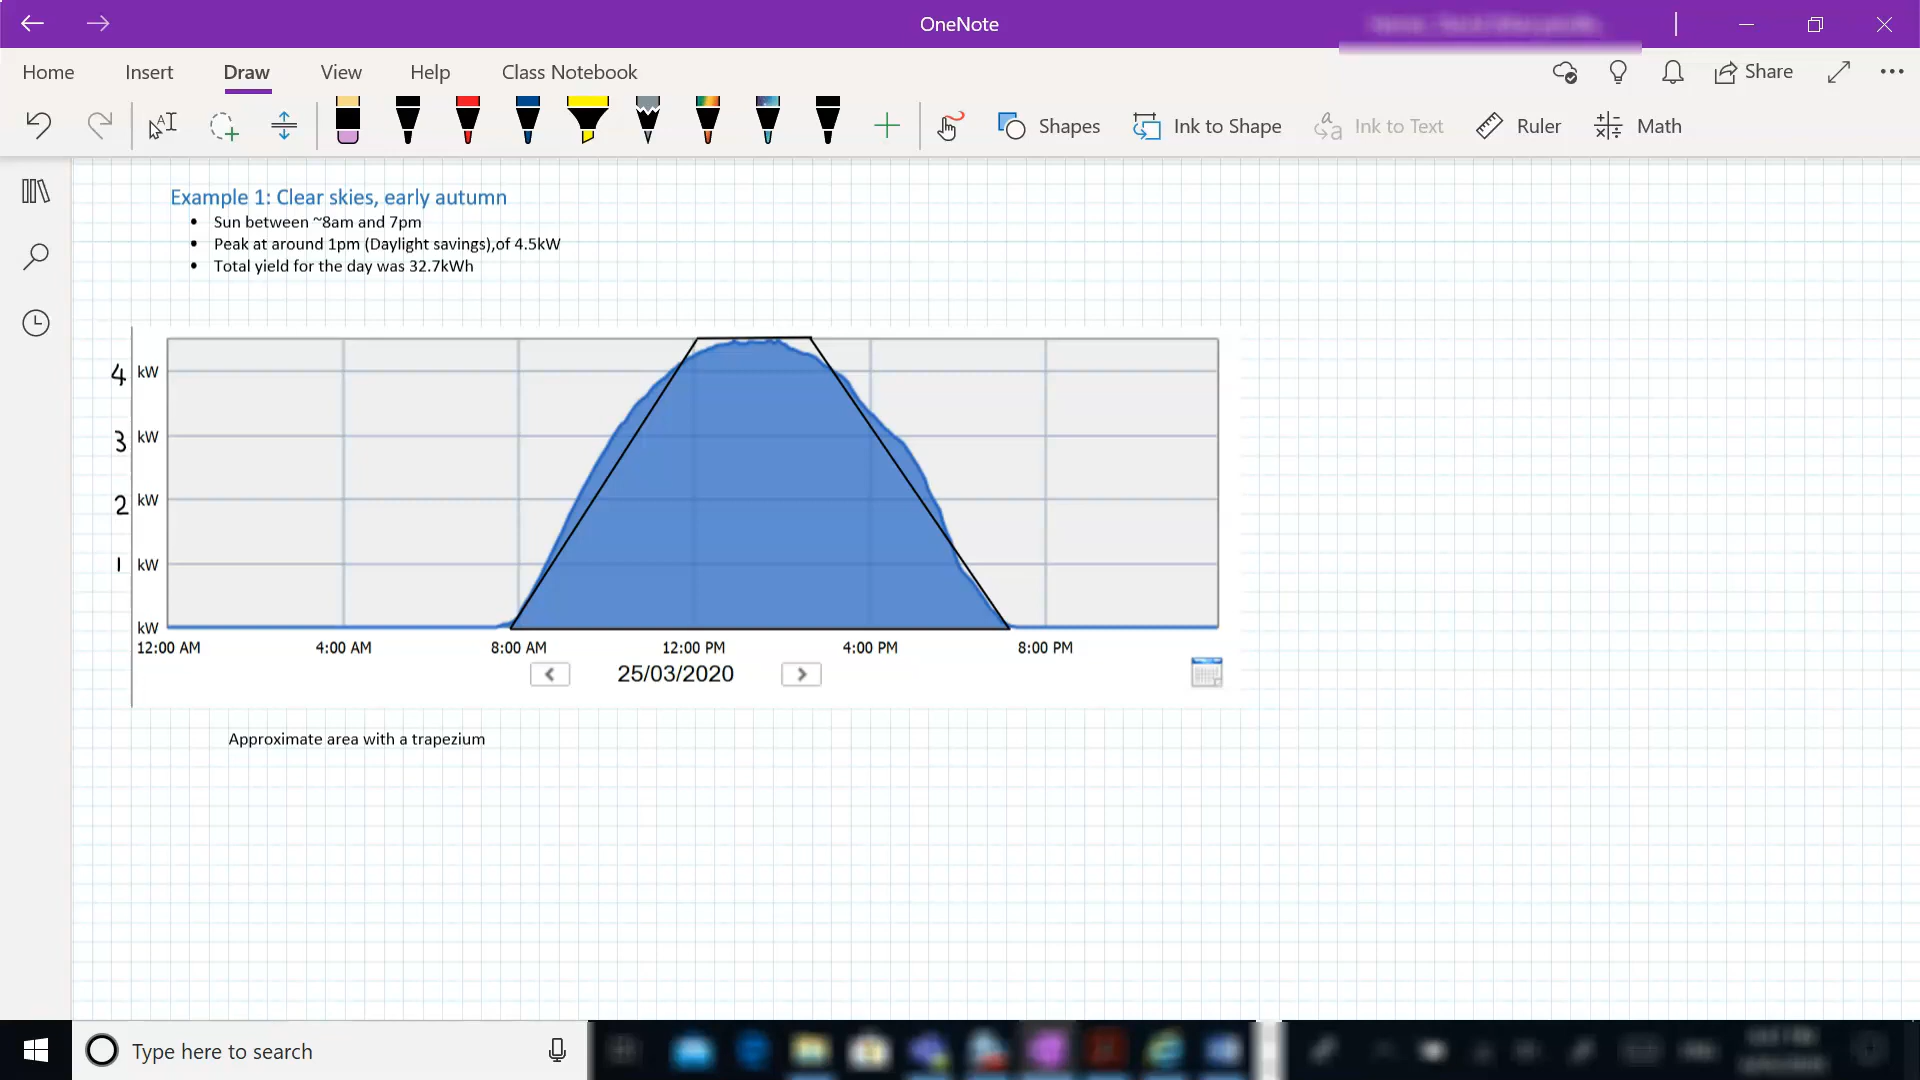 OneNote
Home Insert Draw View Help Class Notebook
Share
Shapes Ink to Shape Ink to Text Ruler Math
Example 1: Clear skies, early autumn
• Sun between ~8am and 7pm
• Peak at around 1pm (Daylight savings),of 4.5kW
• Total yield for the day was 32.7kWh
4 kW
3 kW
2 kW
1 kW
kW
12:00 AM 4:00 AM 8:00 AM 12:00 PM 4:00 PM 8:00 PM
25/03/2020
Approximate area with a trapezium
Type here to search